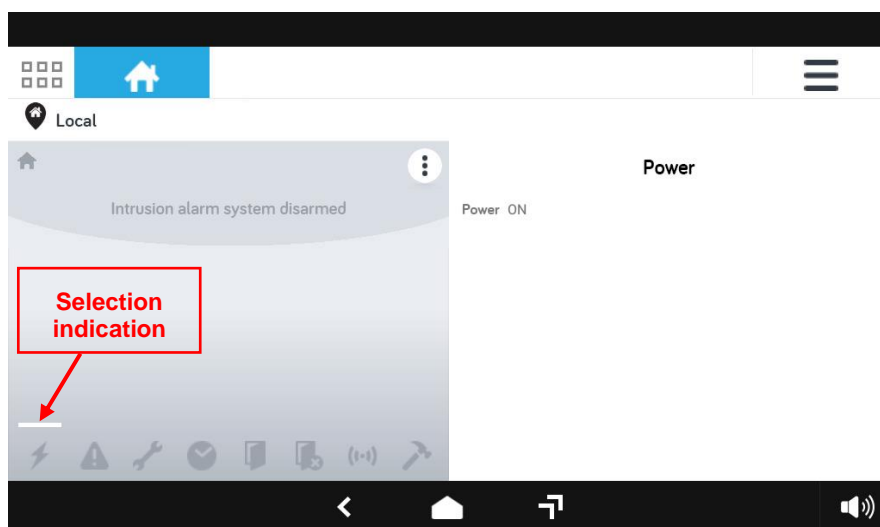 Local
Intrusion alarm system disarmed
Selection
indication
Power
Power ON